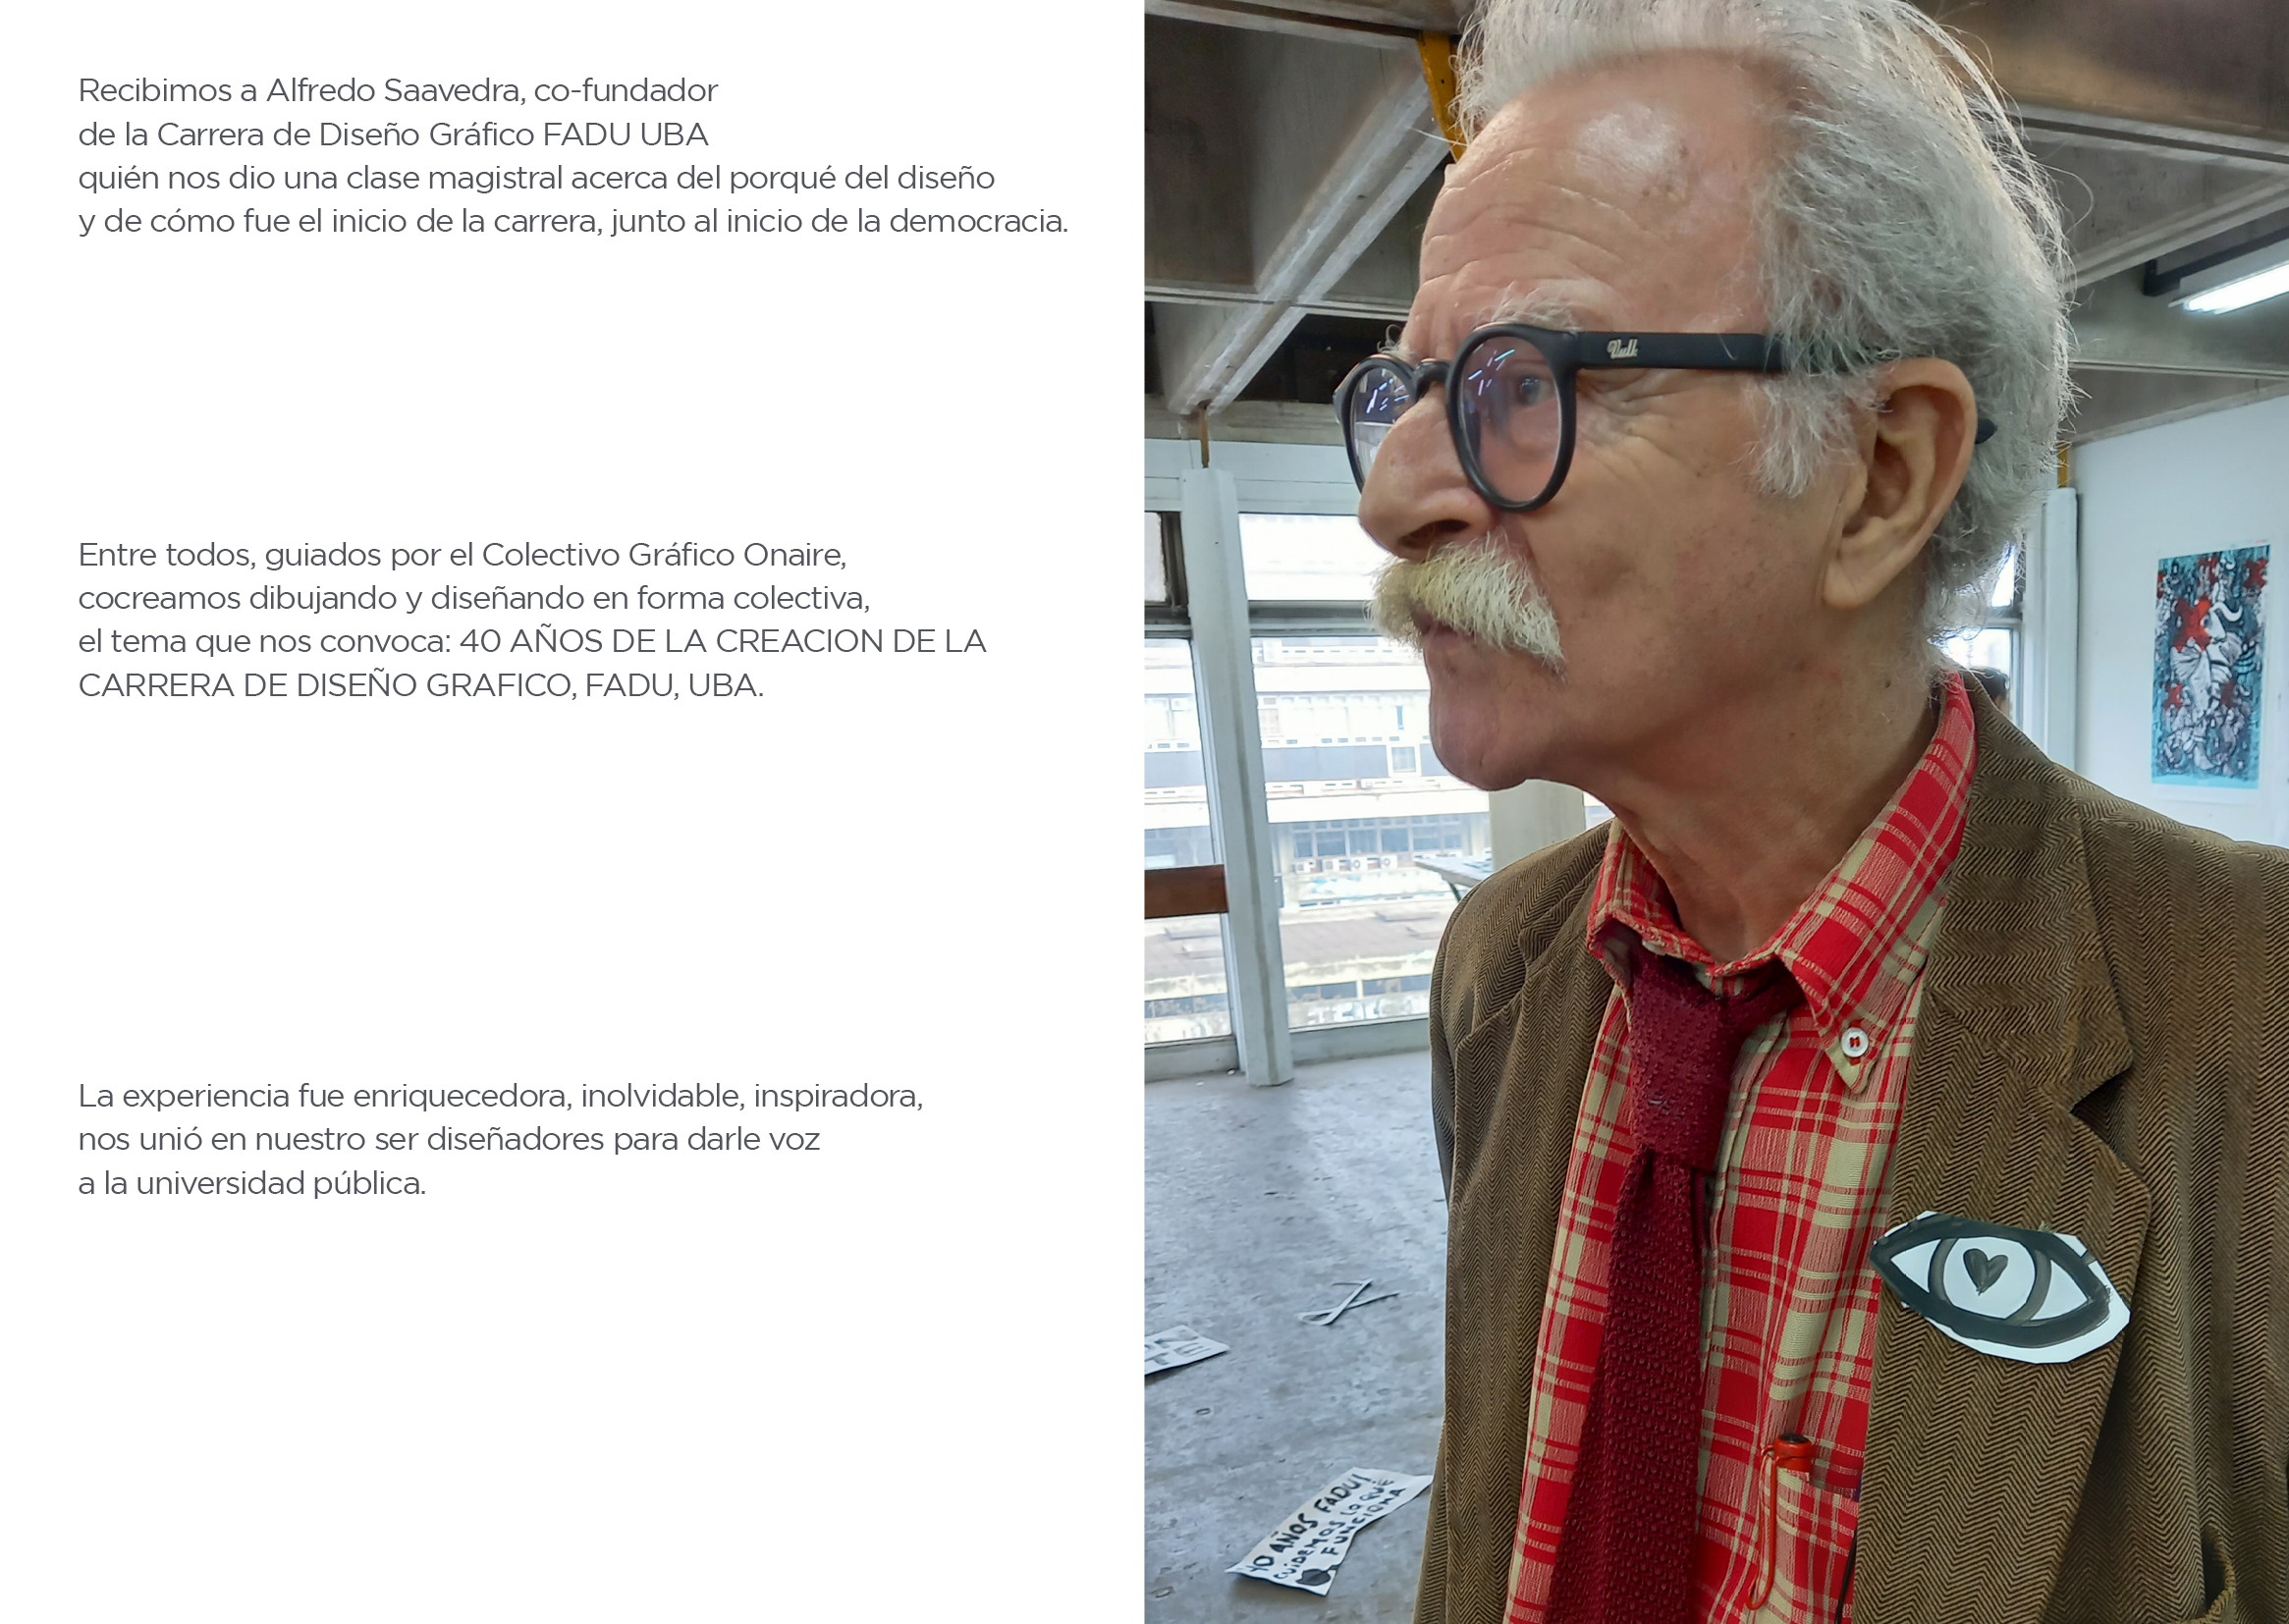 Recibimos a Alfredo Saavedra, co-fundador
de la Carrera de Diseño Gráfico FADU UBA
quién nos dio una clase magistral acerca del porqué del diseño
y de cómo fue el inicio de la carrera, junto al inicio de la democracia.
Entre todos, guiados por el Colectivo Gráfico Onaire,
cocreamos dibujando y diseñando en forma colectiva,
el tema que nos convoca: 40 AÑOS DE LA CREACION DE LA
CARRERA DE DISEÑO GRAFICO, FADU, UBA.
La experiencia fue enriquecedora, inolvidable, inspiradora,
nos unió en nuestro ser diseñadores para darle voz
a la universidad pública.
Vulk
40 AÑOS FADU!
CUIDEMOS LO QUE
FUNCIONA